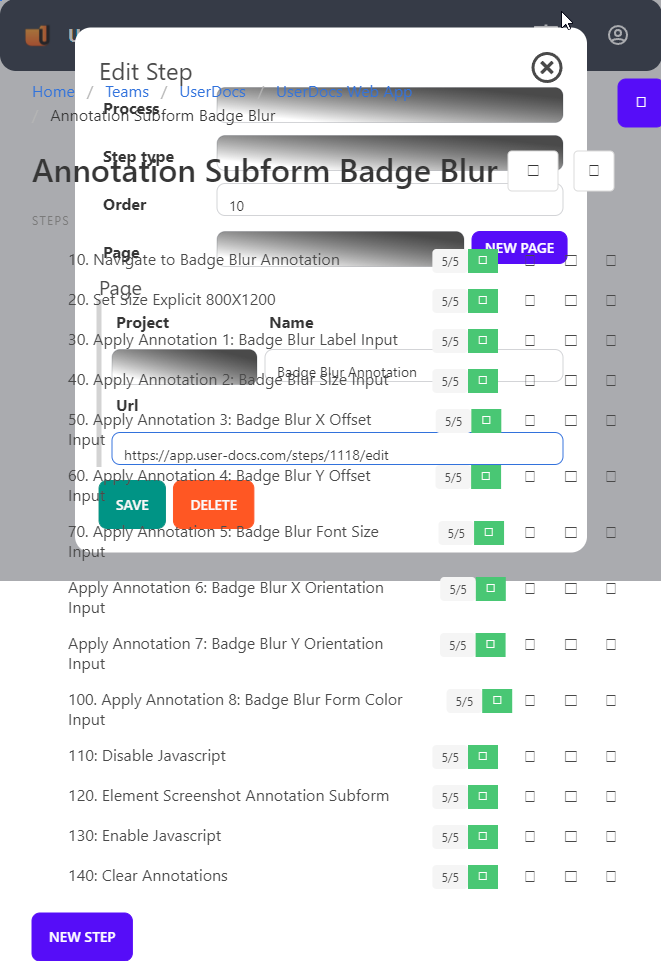 U
Edit Step
Home / Teams / UserDocs / UserDocs Web App
/ Annotation Subform Badge Blur
Process
Step type
Annotation Subform Badge Blur
Order
10
STEPS
Page
NEW PAGE
10. Navigate to Badge Blur Annotation
5/5
Page
20. Set Size Explicit 800X1200
5/5
Project
Name
30. Apply Annotation 1: Badge Blur Label Input
5/5
Badge Blur Annotation
40. Apply Annotation 2: Badge Blur Size Input
5/5
Url
50. Apply Annotation 3: Badge Blur X Offset
Input
5/5
https://app.user-docs.com/steps/1118/edit
60. Apply Annotation 4: Badge Blur Y Offset
Input
5/5
SAVE
DELETE
70. Apply Annotation 5: Badge Blur Font Size
Input
5/5
Apply Annotation 6: Badge Blur X Orientation
Input
5/5
Apply Annotation 7: Badge Blur Y Orientation
Input
5/5
100. Apply Annotation 8: Badge Blur Form Color
Input
5/5
110: Disable Javascript
5/5
120. Element Screenshot Annotation Subform
5/5
130: Enable Javascript
5/5
140: Clear Annotations
5/5
NEW STEP